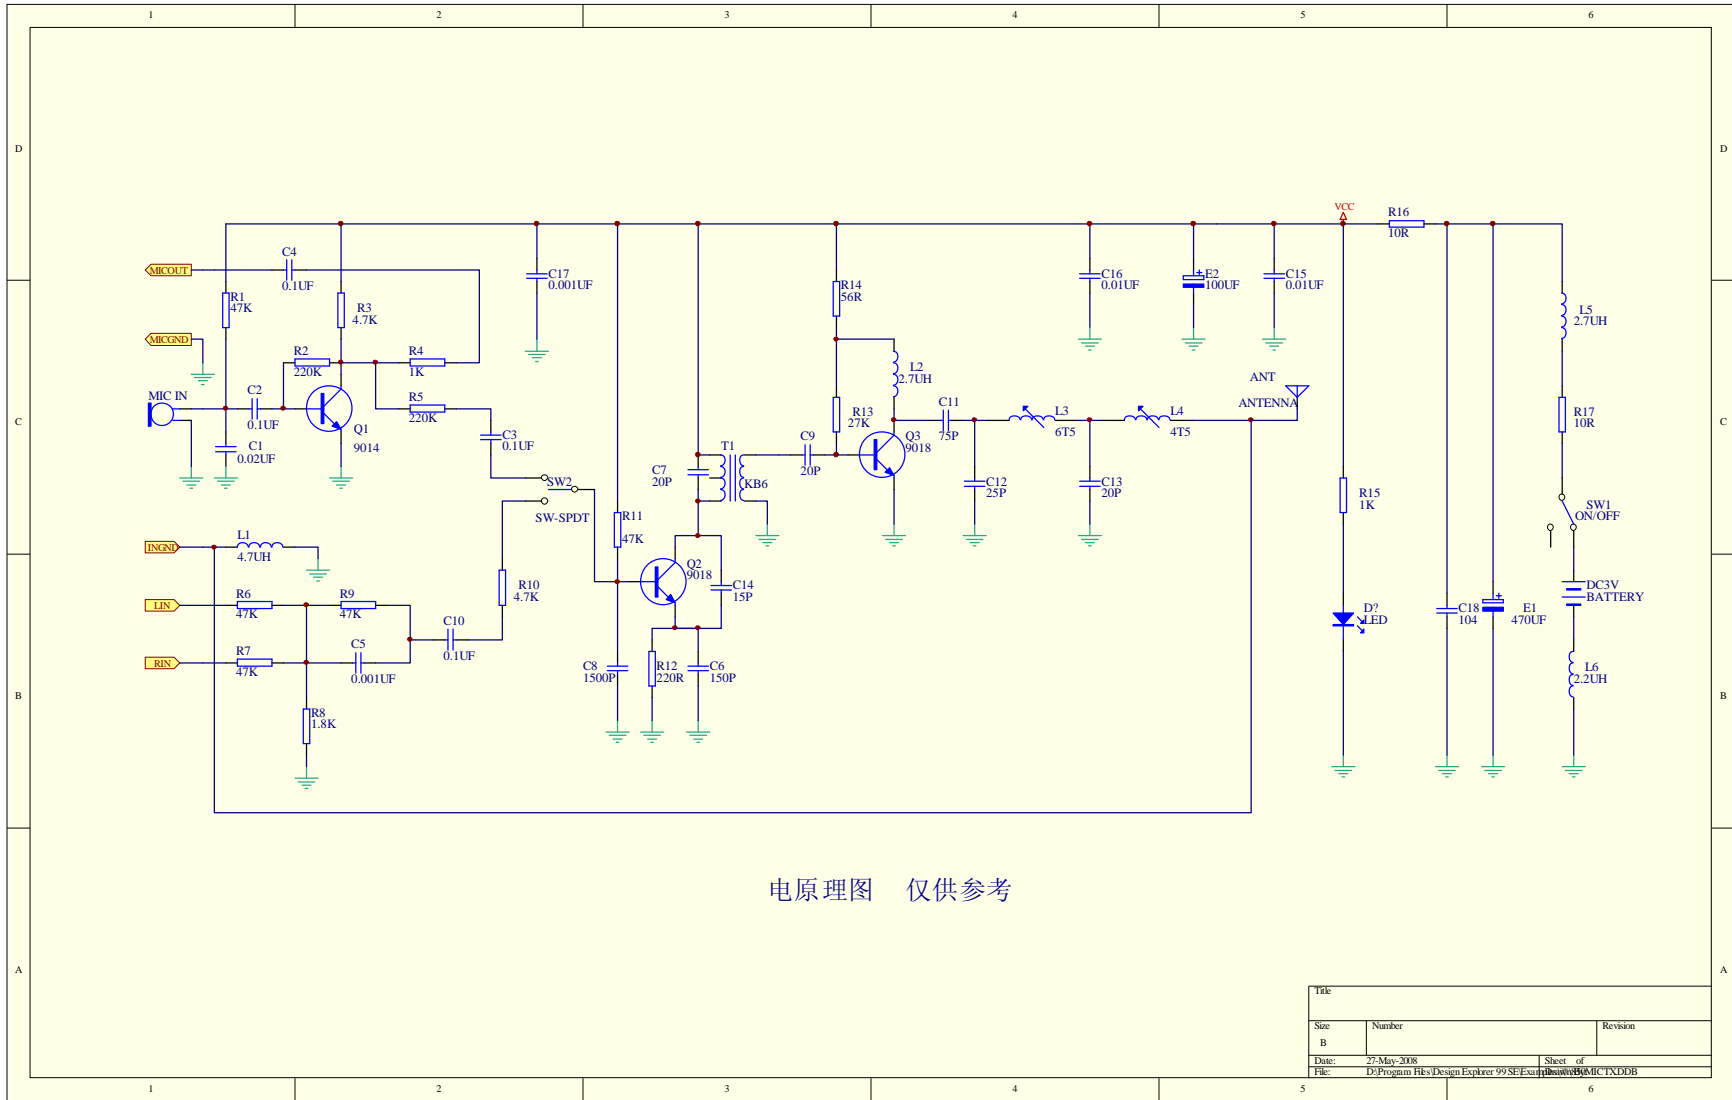 1 2 3 4 5 6
D D
VCC
R16
10R
C4
0.1UF
MICOUT
R1
47K
R3
4.7K
C17
0.001UF
R14
56R
C16
0.01UF
E2
100UF
C15
0.01UF
L5
2.7UH
MICGND
R2
220K
R4
1K
L2
2.7UH
ANT
ANTENNA
MIC IN
C2
0.1UF
R5
220K
Q1
9014
C1
0.02UF
C3
0.1UF
R13
27K
Q3
9018
C11
75P
L3
6T5
L4
4T5
R17
10R
C C
T1
KB6
C7
20P
C9
20P
C12
25P
C13
20P
SW2
SW-SPDT
R11
47K
R15
1K
SW1
ON/OFF
INGND
L1
4.7UH
Q2
9018
C14
15P
R10
4.7K
DC3V
BATTERY
LIN
R6
47K
R9
47K
C10
0.1UF
D?
LED
C18
104
E1
470UF
RIN
R7
47K
C5
0.001UF
C8
1500P
R12
220R
C6
150P
L6
2.2UH
B B
R8
1.8K
电原理图 仅供参考
A A
Title
Size
B
Number
Revision
Date:
27-May-2008
Sheet of
File:
D:\Program Files\Design Explorer 99 SE\
MICTX.DDB
1 2 3 4 5 6